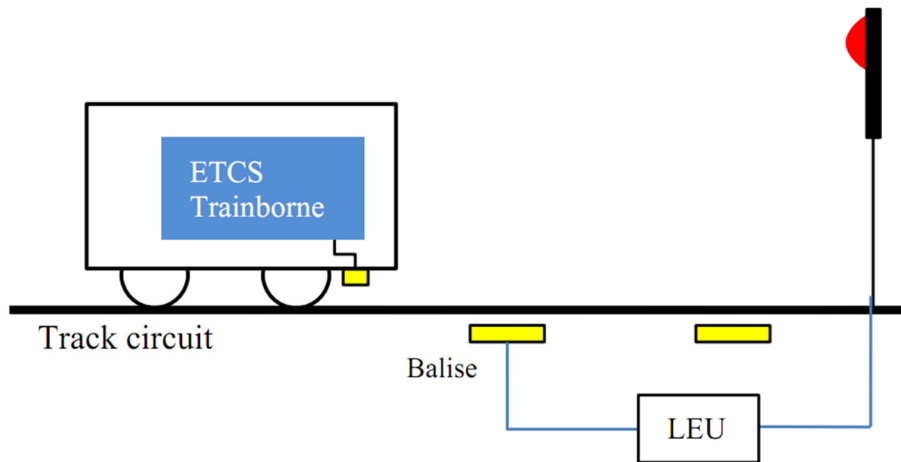 ETCS
Trainborne
Track circuit
Balise
LEU